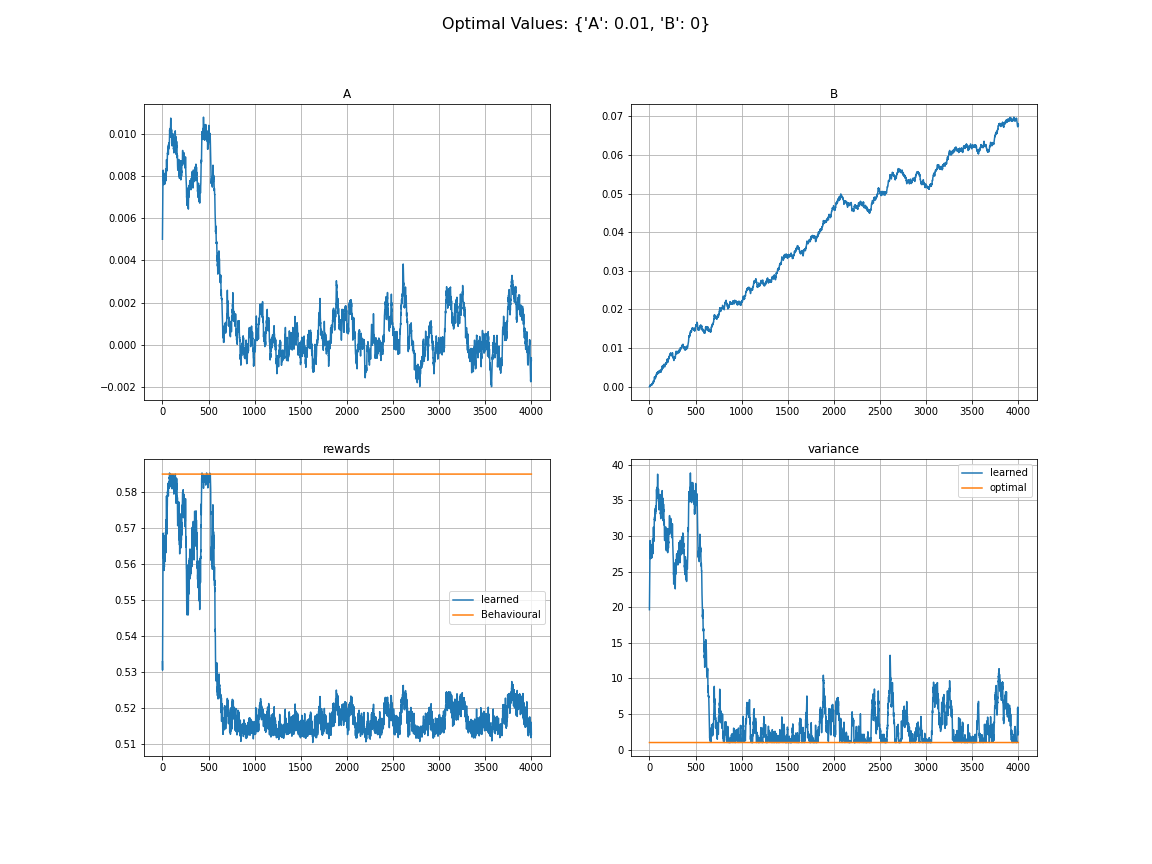 Optimal Values: {'A': 0.01, 'B': 0}
A
0.010
0.008
0.006
0.004
0.002
0.000
−0.002
0 500 1000 1500 2000 2500 3000 3500 4000
B
0.07
0.06
0.05
0.04
0.03
0.02
0.01
0.00
0 500 1000 1500 2000 2500 3000 3500 4000
rewards
0.58
0.57
0.56
0.55
0.54
0.53
0.52
0.51
learned
Behavioural
0 500 1000 1500 2000 2500 3000 3500 4000
variance
40
35
30
25
20
15
10
5
0
learned
optimal
0 500 1000 1500 2000 2500 3000 3500 4000